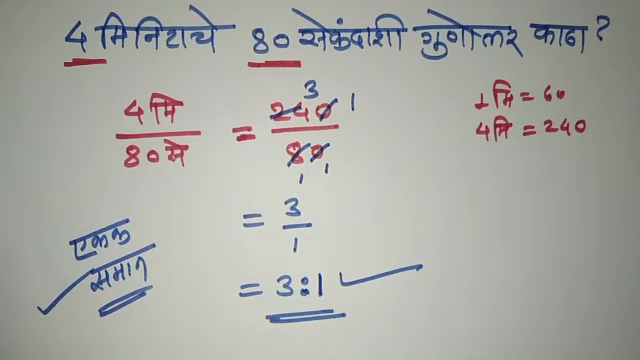 4 मिनिटाचे 80 सेकंदाशी गुणोत्तर काढा?
4 मि / 80 से = 240 / 80
3 1
1 1
= 3 / 1
= 3:1
1 मि = 60
4 मि = 240
एकक
समान